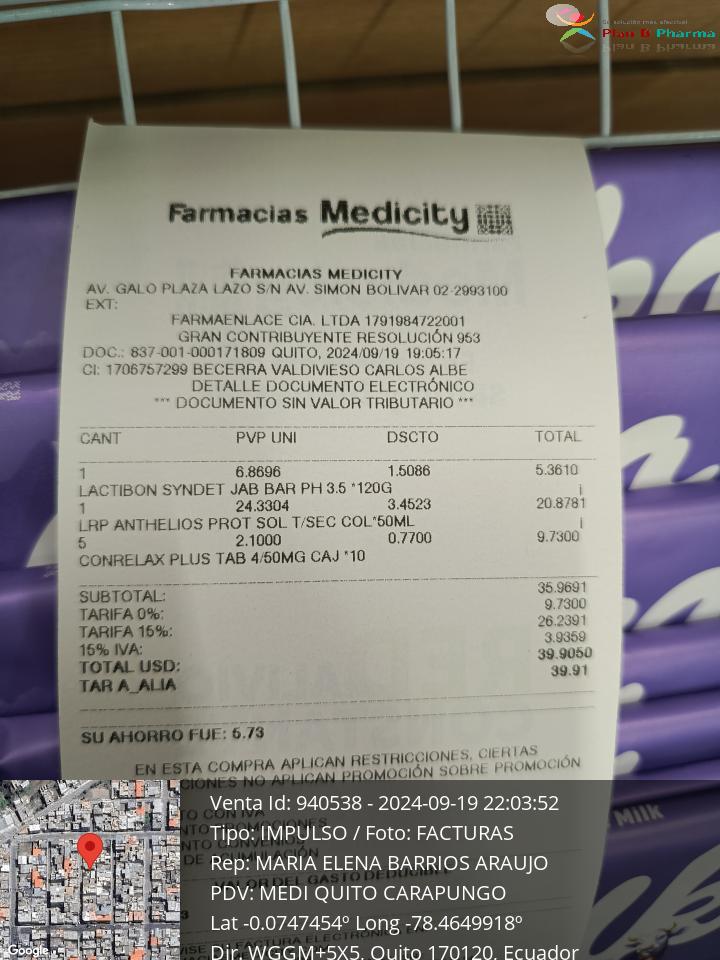 Su solución más efectiva!
Plan B Pharma
Farmacias Medicity
FARMACIAS MEDICITY
AV. GALO PLAZA LAZO S/N AV. SIMON BOLIVAR 02-2993100
EXT:
FARMAENLACE CIA. LTDA 1791984722001
GRAN CONTRIBUYENTE RESOLUCIÓN 953
DOC.: 837-001-000171809 QUITO, 2024/09/19 19:05:17
CI: 1706757299 BECERRA VALDIVIESO CARLOS ALBE
DETALLE DOCUMENTO ELECTRÓNICO
*** DOCUMENTO SIN VALOR TRIBUTARIO ***
CANT PVP UNI DSCTO TOTAL
1 6.8696 1.5086 5.3610
LACTIBON SYNDET JAB BAR PH 3.5 *120G i
1 24.3304 3.4523 20.8781
LRP ANTHELIOS PROT SOL T/SEC COL*50ML i
5 2.1000 0.7700 9.7300
CONRELAX PLUS TAB 4/50MG CAJ *10
SUBTOTAL: 35.9691
TARIFA 0%: 9.7300
TARIFA 15%: 26.2391
15% IVA: 3.9359
TOTAL USD: 39.9050
TAR A_ALIA 39.91
SU AHORRO FUE: 5.73
EN ESTA COMPRA APLICAN RESTRICCIONES, CIERTAS
CIONES NO APLICAN PROMOCIÓN SOBRE PROMOCIÓN
Milk
Venta Id: 940538 - 2024-09-19 22:03:52
Tipo: IMPULSO / Foto: FACTURAS
Rep: MARIA ELENA BARRIOS ARAUJO
PDV: MEDI QUITO CARAPUNGO
Lat -0.0747454º Long -78.4649918º
Dir. WGGM+5X5, Quito 170120, Ecuador
Google